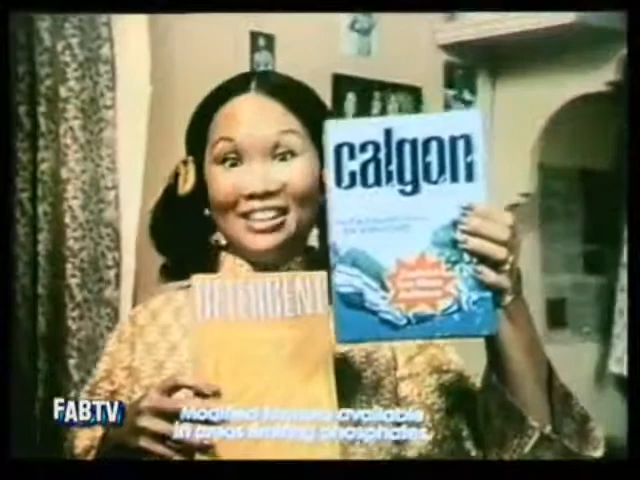 calgon
DETERGENT
FABTV
Modified formula available
in areas limiting phosphates.